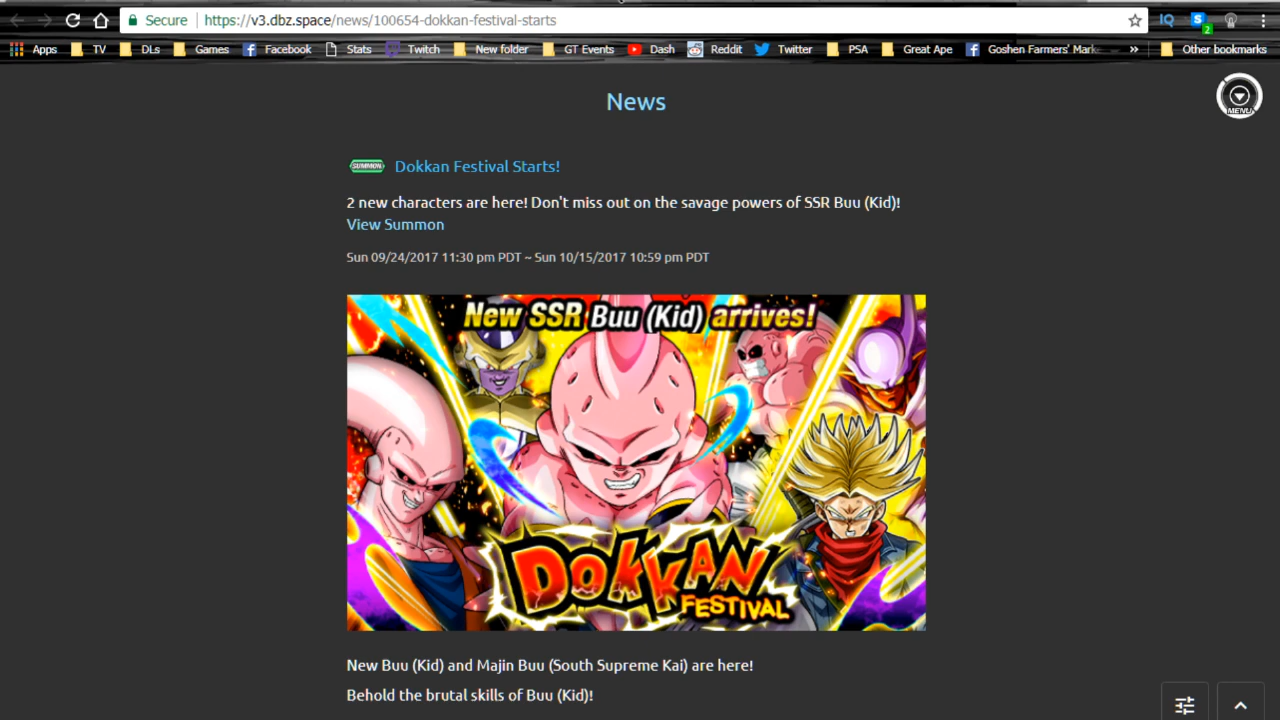 Secure https://v3.dbz.space/news/100654-dokkan-festival-starts
IQ S 2
Apps TV DLs Games Facebook Stats Twitch New folder GT Events Dash Reddit Twitter PSA Great Ape Goshen Farmers' Mark » Other bookmarks
News
MENU
SUMMON Dokkan Festival Starts!
2 new characters are here! Don't miss out on the savage powers of SSR Buu (Kid)!
View Summon
Sun 09/24/2017 11:30 pm PDT ~ Sun 10/15/2017 10:59 pm PDT
New SSR Buu (Kid) arrives!
DOKKAN
FESTIVAL
New Buu (Kid) and Majin Buu (South Supreme Kai) are here!
Behold the brutal skills of Buu (Kid)!